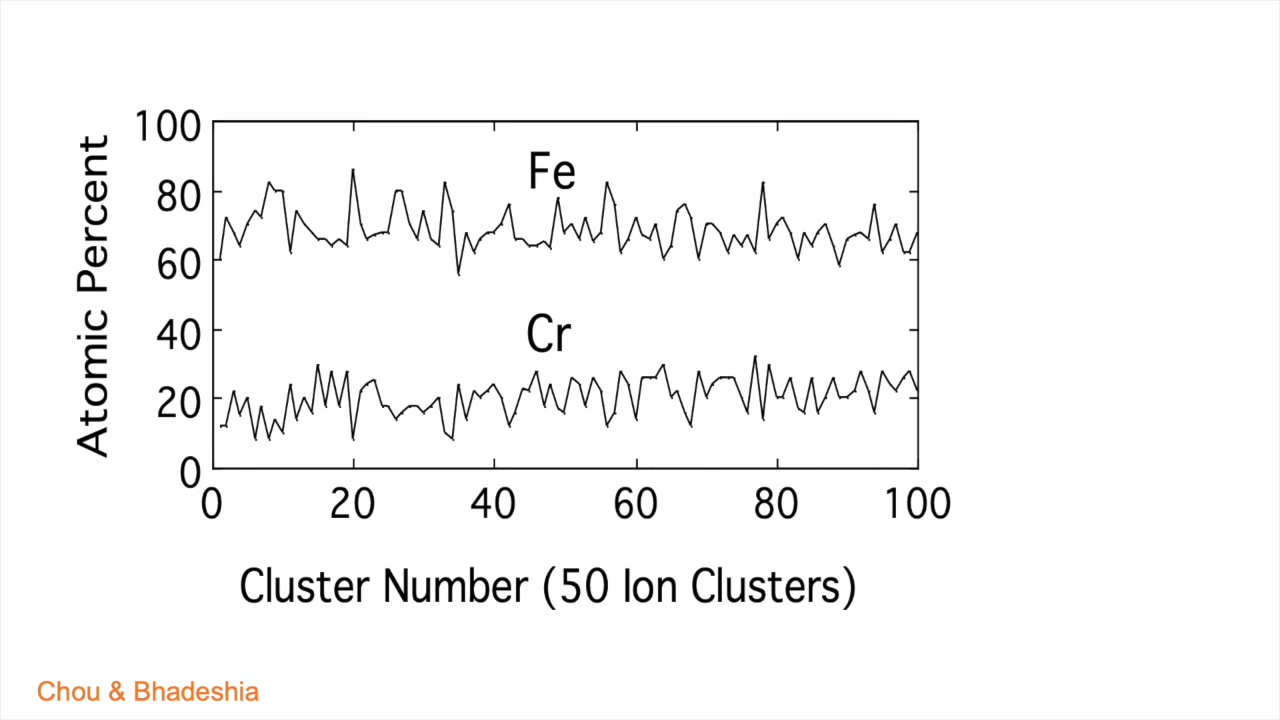 100
80
60
40
20
0
Atomic Percent
Fe
Cr
0 20 40 60 80 100
Cluster Number (50 Ion Clusters)
Chou & Bhadeshia